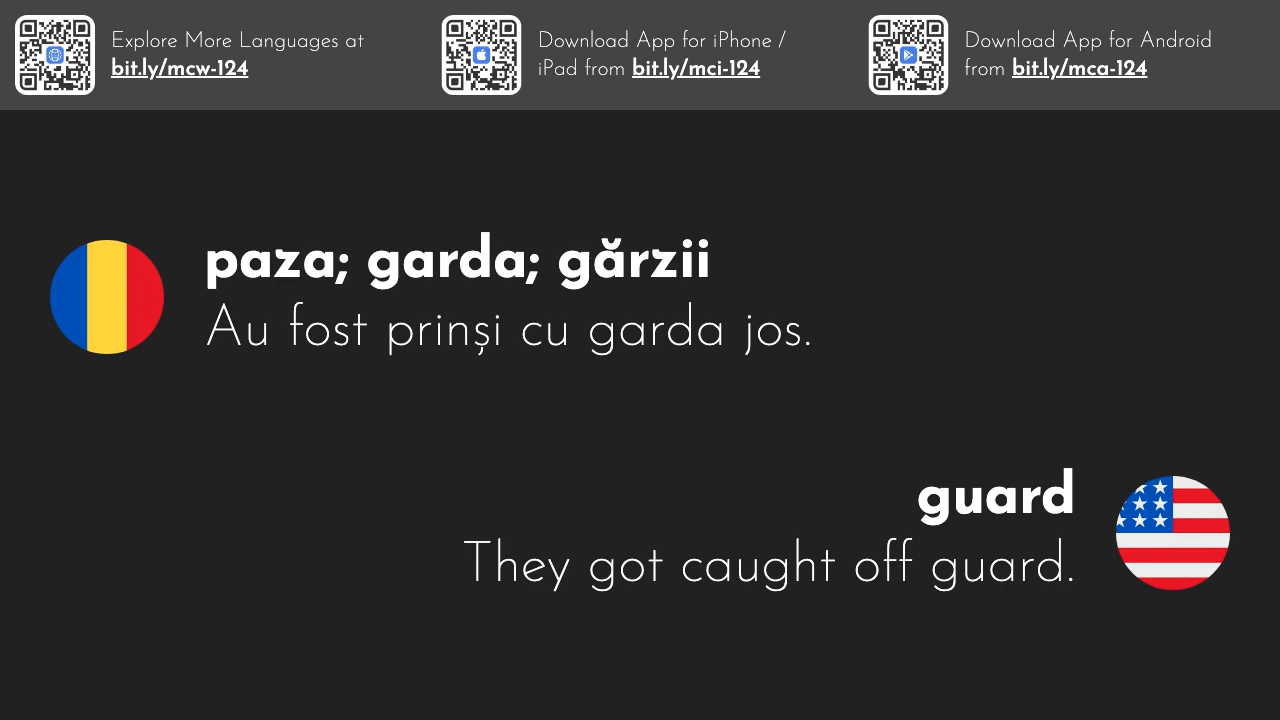 Explore More Languages at
bit.ly/mcw-124
Download App for iPhone /
iPad from bit.ly/mci-124
Download App for Android
from bit.ly/mca-124
paza; garda; gărzii
Au fost prinși cu garda jos.
guard
They got caught off guard.